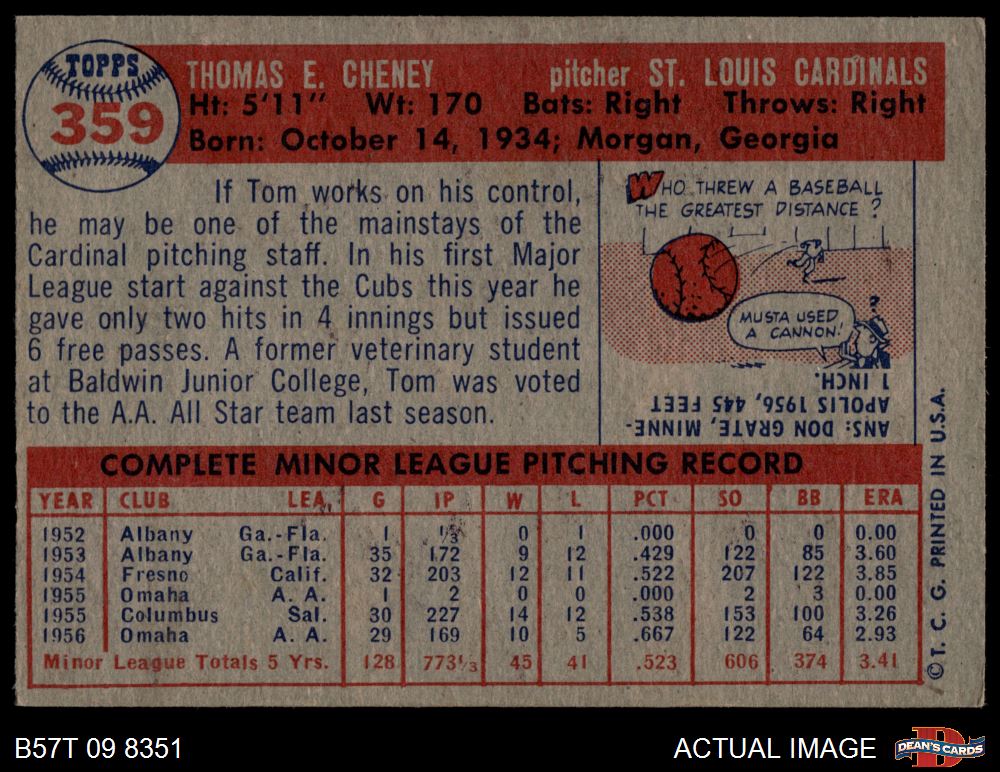 TOPPS
359
THOMAS E. CHENEY pitcher ST. LOUIS CARDINALS
Ht: 5'11" Wt: 170 Bats: Right Throws: Right
Born: October 14, 1934; Morgan, Georgia
If Tom works on his control,
he may be one of the mainstays of the
Cardinal pitching staff. In his first Major
League start against the Cubs this year he
gave only two hits in 4 innings but issued
6 free passes. A former veterinary student
at Baldwin Junior College, Tom was voted
to the A.A. All Star team last season.
WHO THREW A BASEBALL
THE GREATEST DISTANCE?
MUSTA USED
A CANNON!
ANS: DON GRATE, MINNE-
APOLIS 1956, 445 FEET
1 INCH.
COMPLETE MINOR LEAGUE PITCHING RECORD
YEAR CLUB LEA. G IP W L PCT. SO BB ERA
1952 Albany Ga.-Fla. 1 1/3 0 1 .000 0 0 0.00
1953 Albany Ga.-Fla. 35 172 9 12 .429 122 85 3.60
1954 Fresno Calif. 32 203 12 11 .522 207 122 3.85
1955 Omaha A. A. 1 2 0 0 .000 2 3 0.00
1955 Columbus Sal. 30 227 14 12 .538 153 100 3.26
1956 Omaha A. A. 29 169 10 5 .667 122 64 2.93
Minor League Totals 5 Yrs. 128 7731/3 45 41 .523 606 374 3.41
© T. C. G. PRINTED IN U.S.A.
B57T 09 8351
ACTUAL IMAGE
DEAN'S CARDS